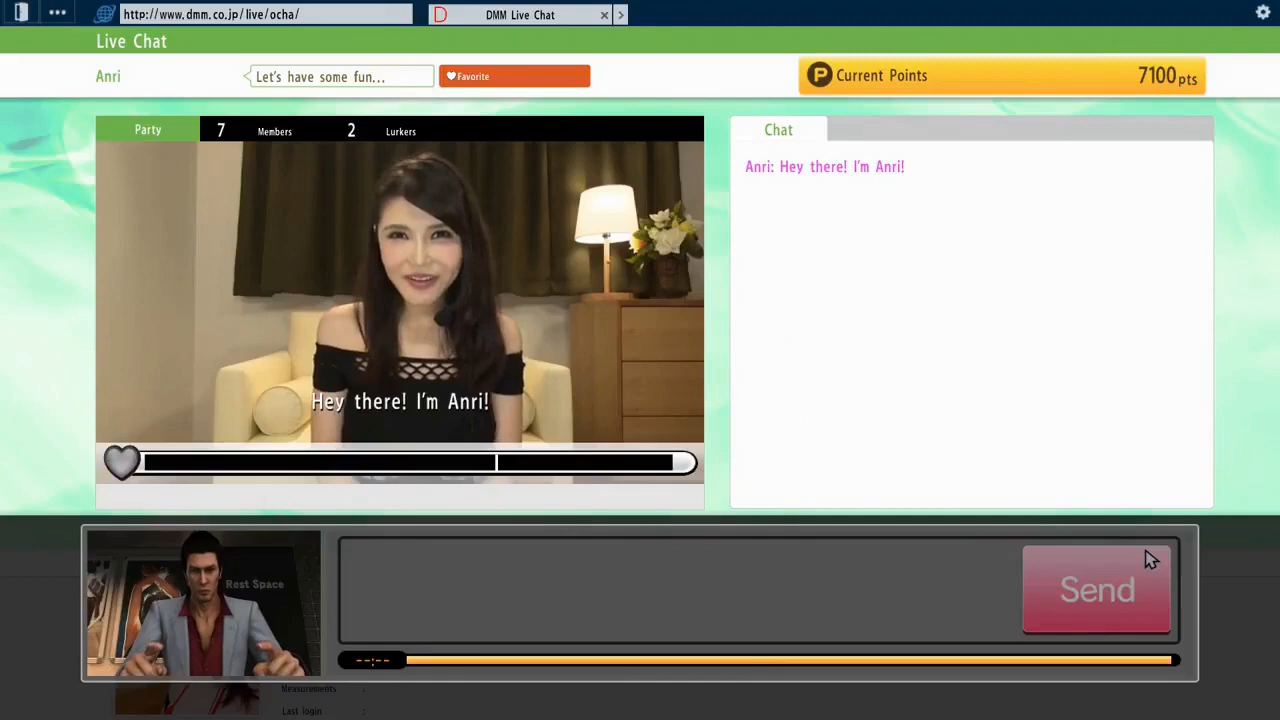 http://www.dmm.co.jp/live/ocha/
DMM Live Chat
Live Chat
Anri
Let's have some fun...
Favorite
P Current Points
7100 pts
Party
7 Members
2 Lurkers
Chat
Anri: Hey there! I'm Anri!
Hey there! I'm Anri!
Rest Space
Send
--:--
Measurements :
Last login :